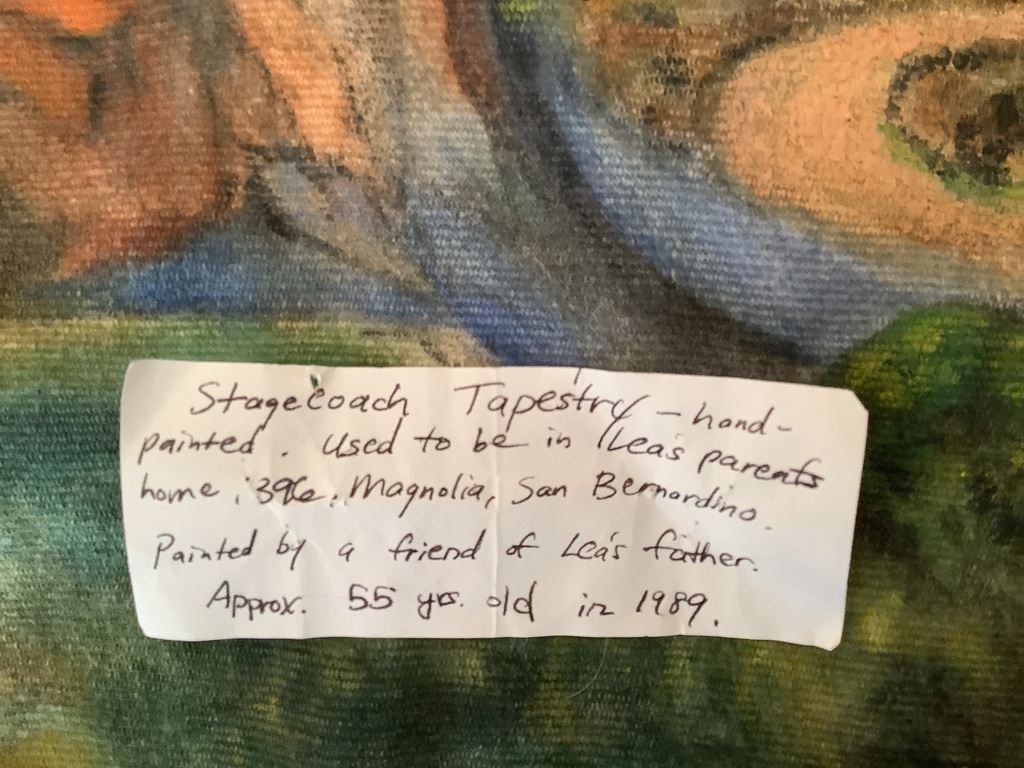 Stagecoach Tapestry - hand-
painted. Used to be in Lea's parents
home, Magnolia, San Bernardino.
Painted by a friend of Lea's father.
Approx. 55 yrs. old in 1989.